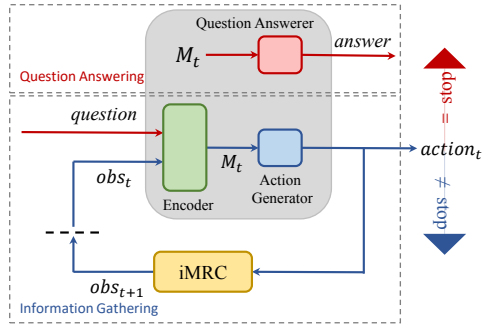 Question Answerer
M_t
answer
Question Answering
= stop
question
obs_t
M_t
action_t
Encoder
Action
Generator
≠ stop
iMRC
obs_{t+1}
Information Gathering